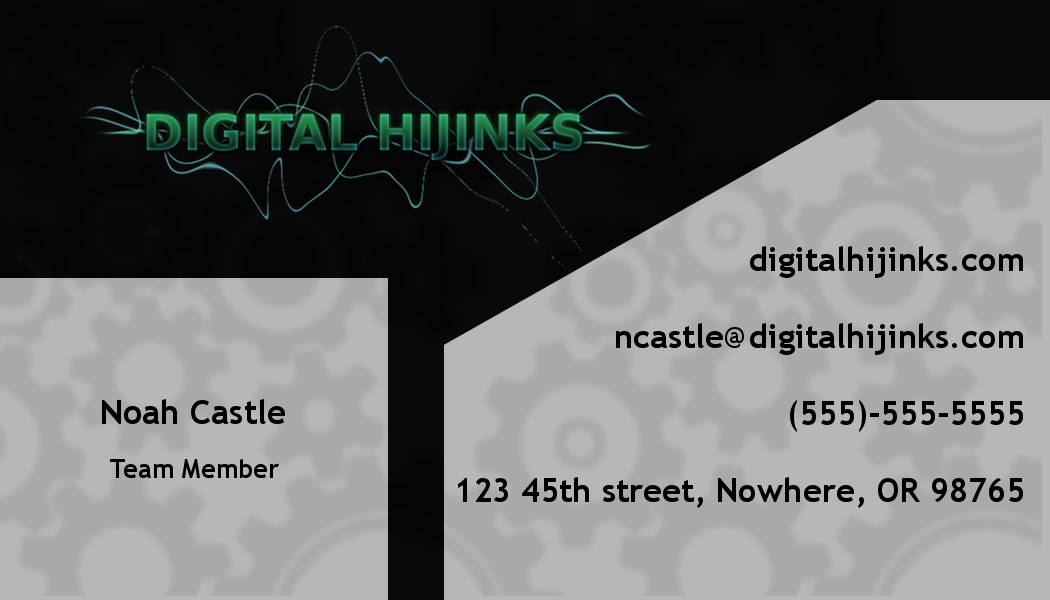 DIGITAL HIJINKS
digitalhijinks.com
ncastle@digitalhijinks.com
(555)-555-5555
123 45th street, Nowhere, OR 98765
Noah Castle
Team Member